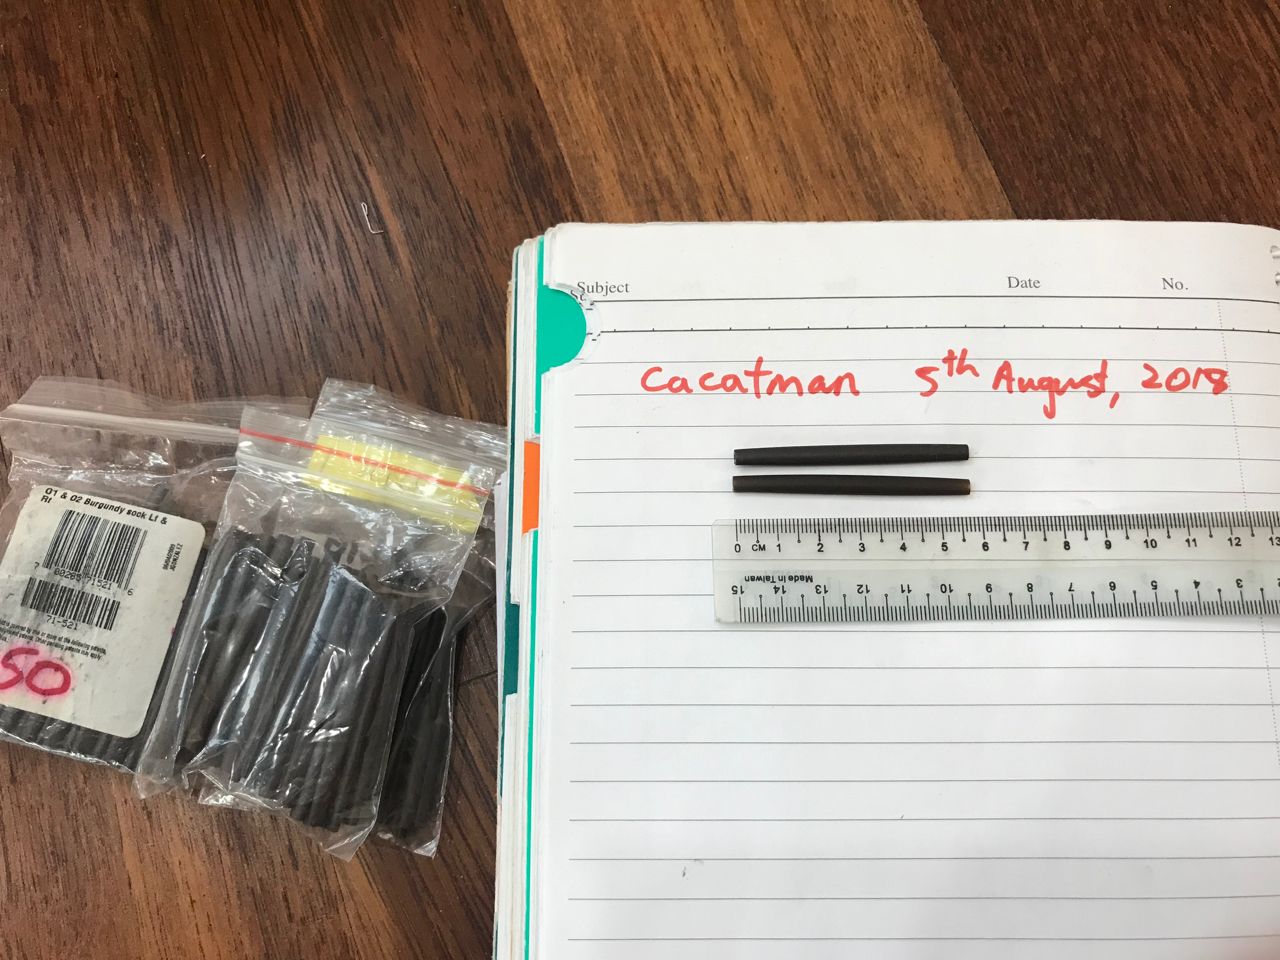 Subject
Date
No.
Cacatman 5th August, 2018
0 CM 1 2 3 4 5 6 7 8 9 10 11 12 13
15 14 13 12 11 10 9 8 7 6 5 4 3 2
Made in Taiwan
01 & 02 Burgundy sock Lt &
Rt
71-521
50